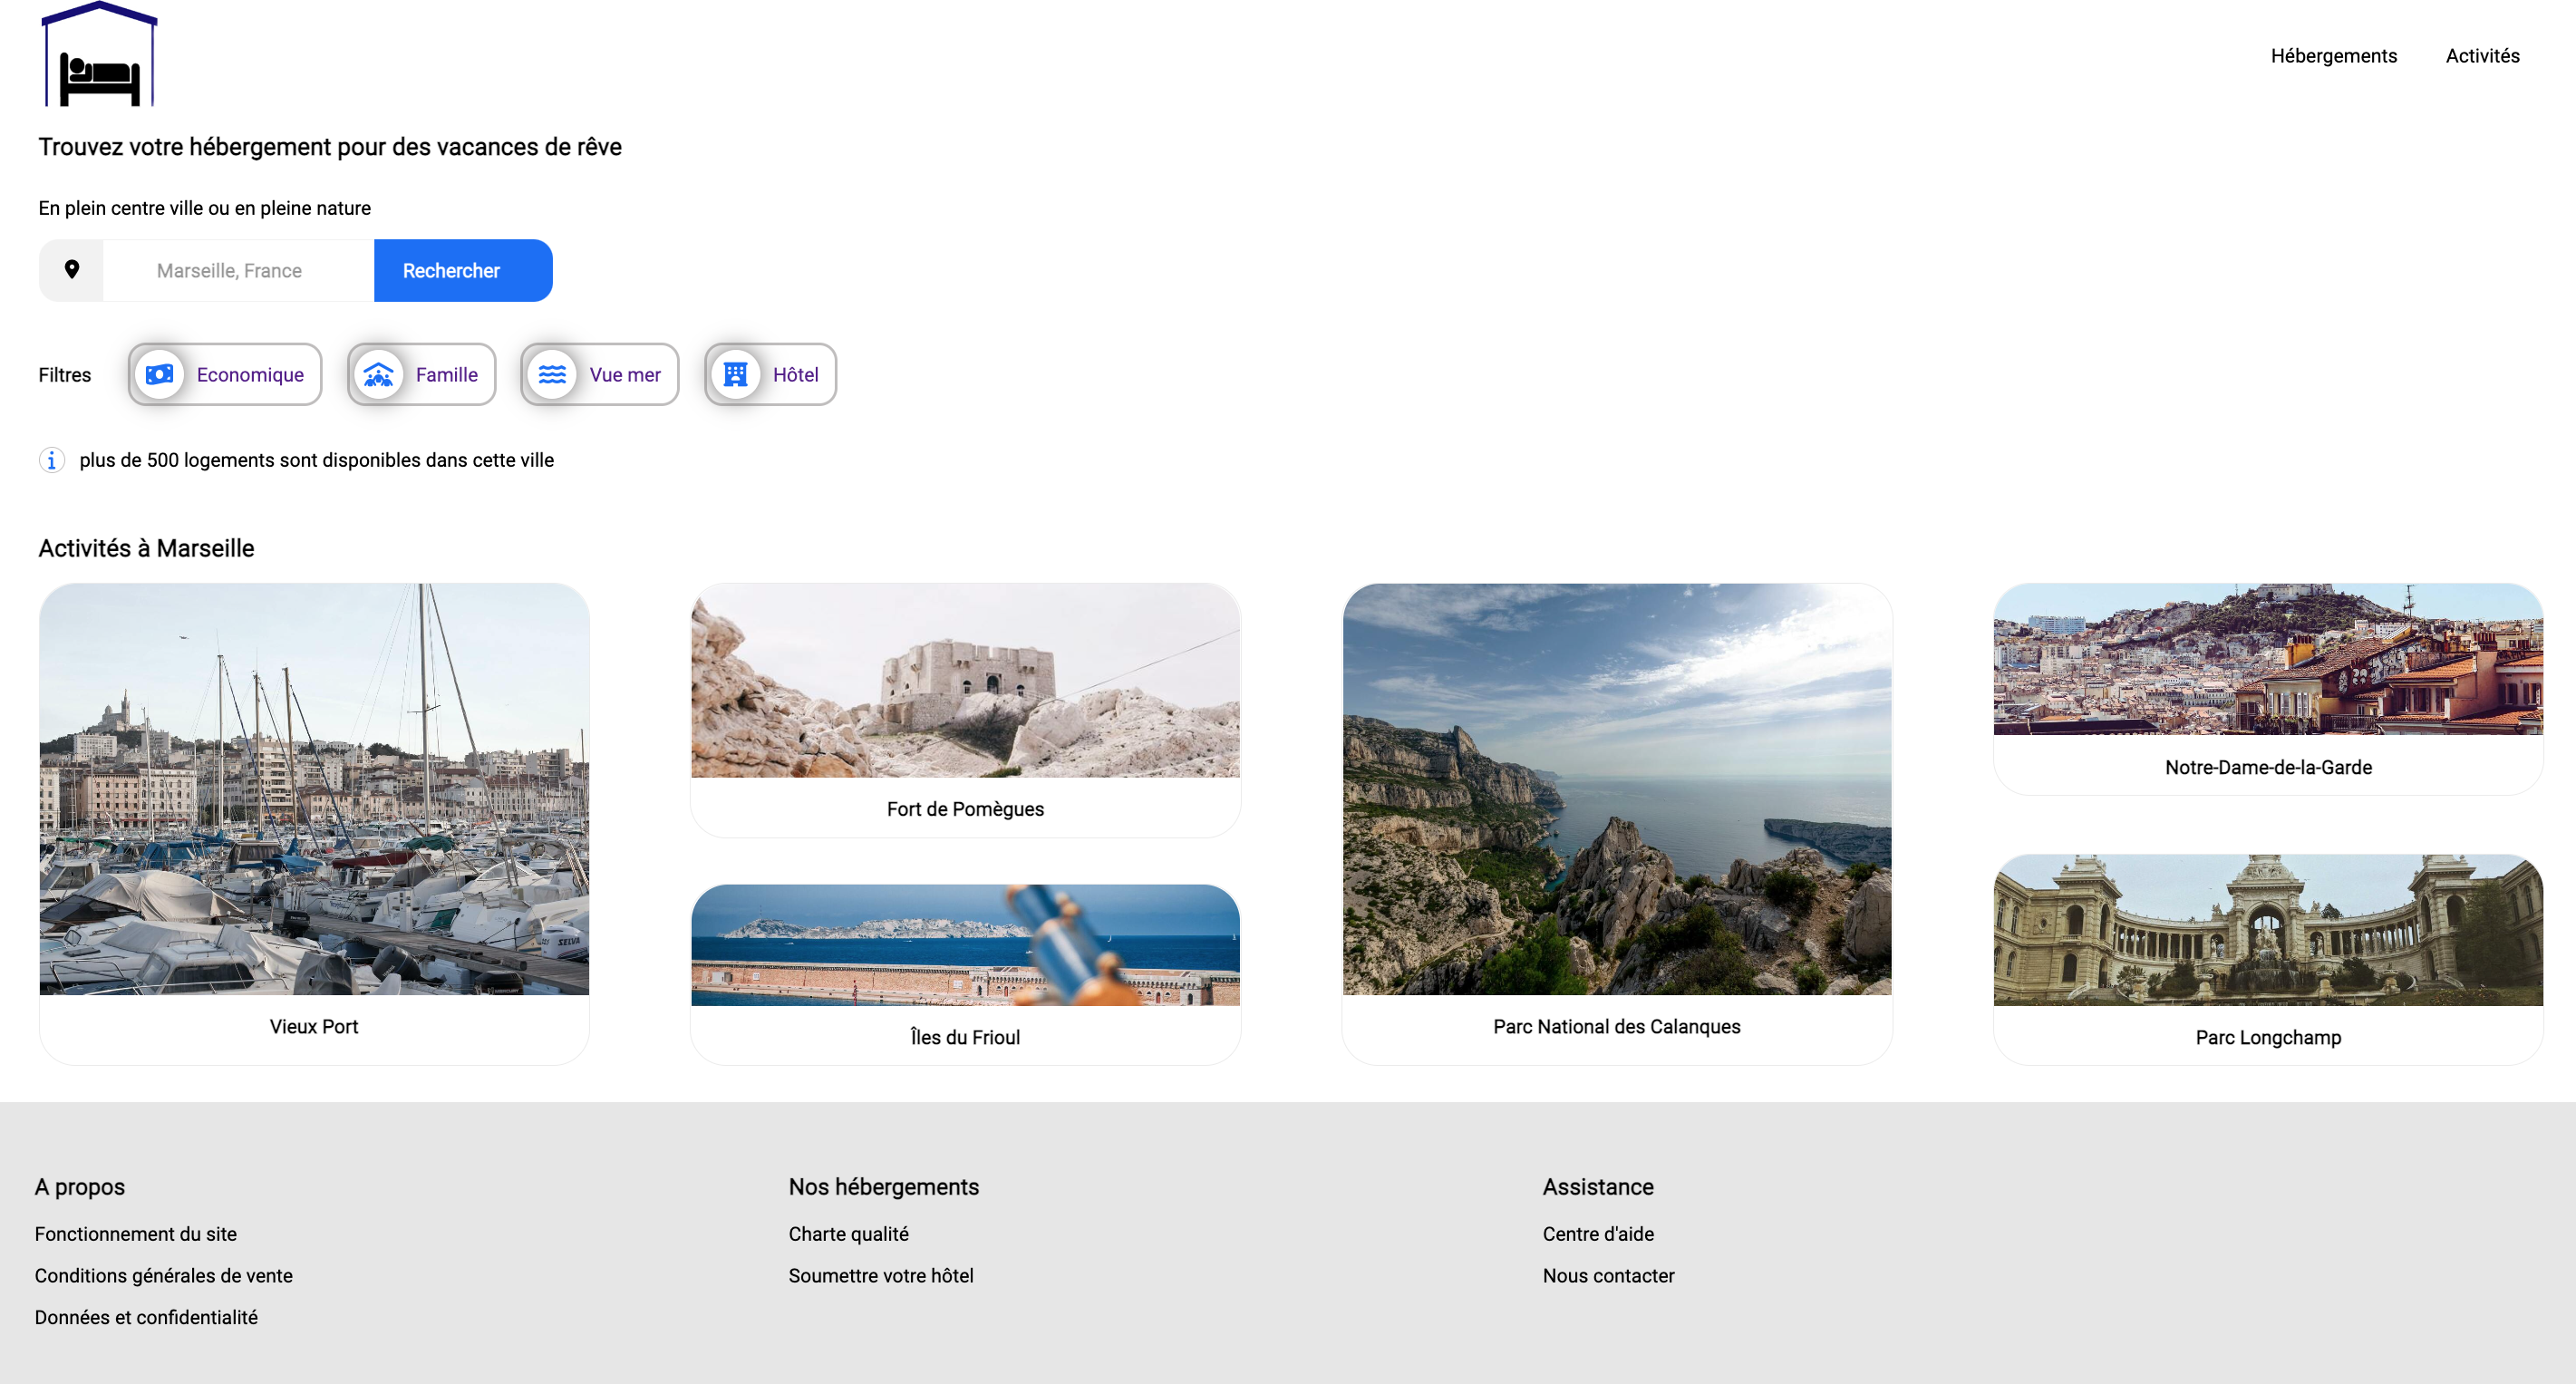 Hébergements Activités
Trouvez votre hébergement pour des vacances de rêve
En plein centre ville ou en pleine nature
Marseille, France Rechercher
Filtres Economique Famille Vue mer Hôtel
plus de 500 logements sont disponibles dans cette ville
Activités à Marseille
Vieux Port
Fort de Pomègues
Îles du Frioul
Parc National des Calanques
Notre-Dame-de-la-Garde
Parc Longchamp
A propos
Fonctionnement du site
Conditions générales de vente
Données et confidentialité
Nos hébergements
Charte qualité
Soumettre votre hôtel
Assistance
Centre d'aide
Nous contacter
SELVA